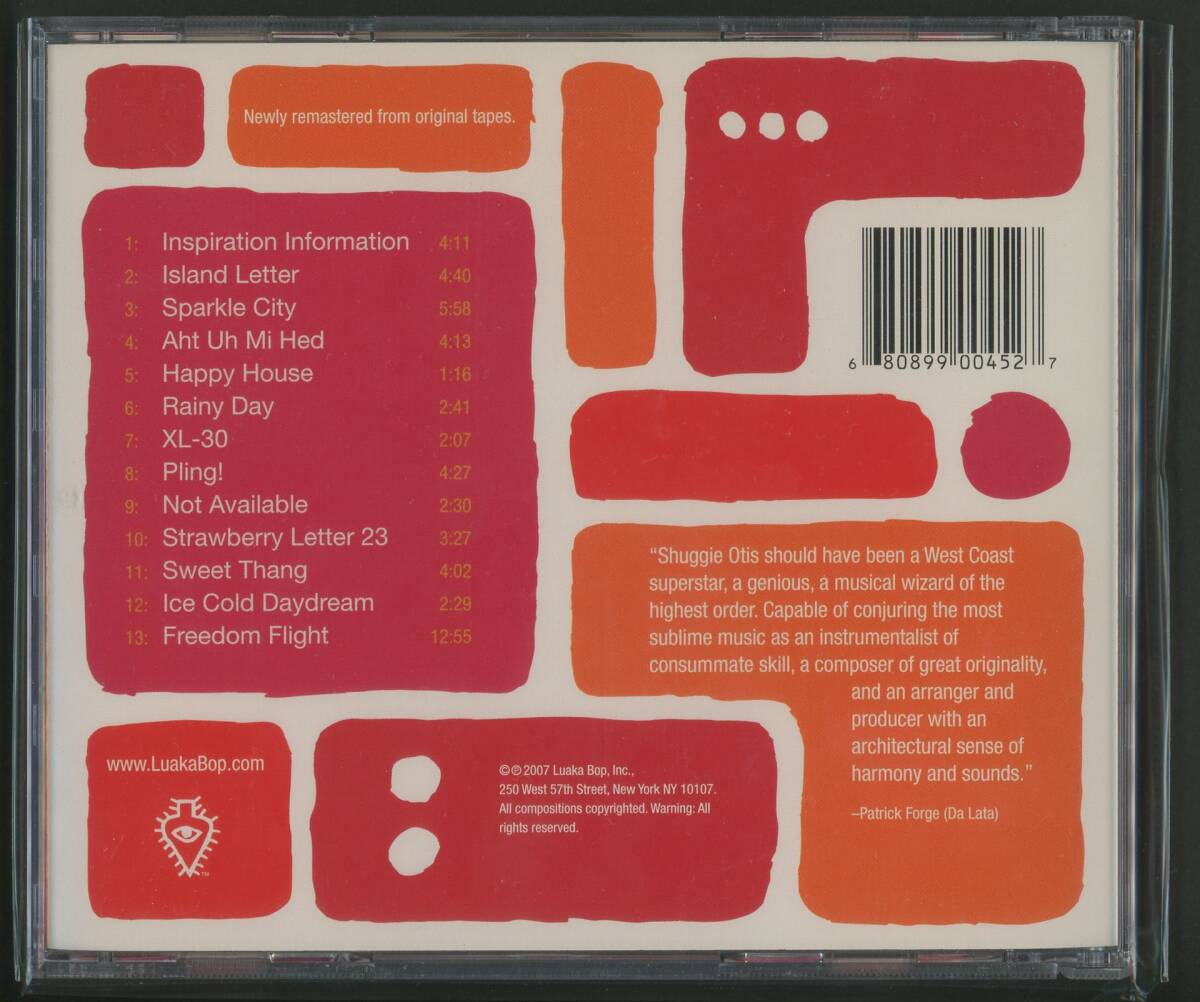 Newly remastered from original tapes.
1: Inspiration Information 4:11
2: Island Letter 4:40
3: Sparkle City 5:58
4: Aht Uh Mi Hed 4:13
5: Happy House 1:16
6: Rainy Day 2:41
7: XL-30 2:07
8: Pling! 4:27
9: Not Available 2:30
10: Strawberry Letter 23 3:27
11: Sweet Thang 4:02
12: Ice Cold Daydream 2:29
13: Freedom Flight 12:55
6 80899 00452 7
“Shuggie Otis should have been a West Coast
superstar, a genious, a musical wizard of the
highest order. Capable of conjuring the most
sublime music as an instrumentalist of
consummate skill, a composer of great originality,
and an arranger and
producer with an
architectural sense of
harmony and sounds.”
–Patrick Forge (Da Lata)
www.LuakaBop.com
TM
©℗ 2007 Luaka Bop, Inc.,
250 West 57th Street, New York NY 10107.
All compositions copyrighted. Warning: All
rights reserved.